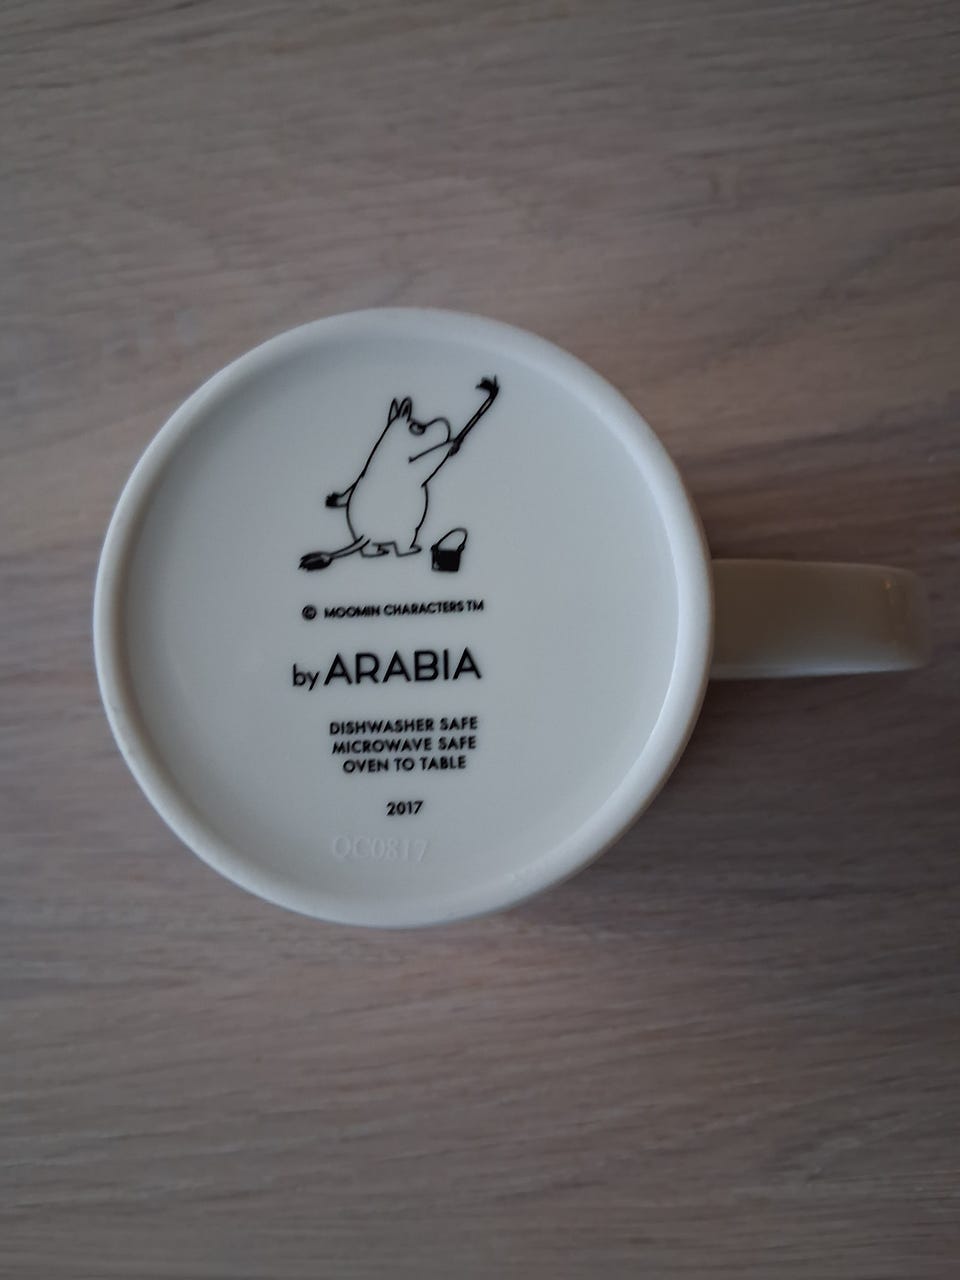 © MOOMIN CHARACTERS TM
by ARABIA
DISHWASHER SAFE
MICROWAVE SAFE
OVEN TO TABLE
2017
QC0817